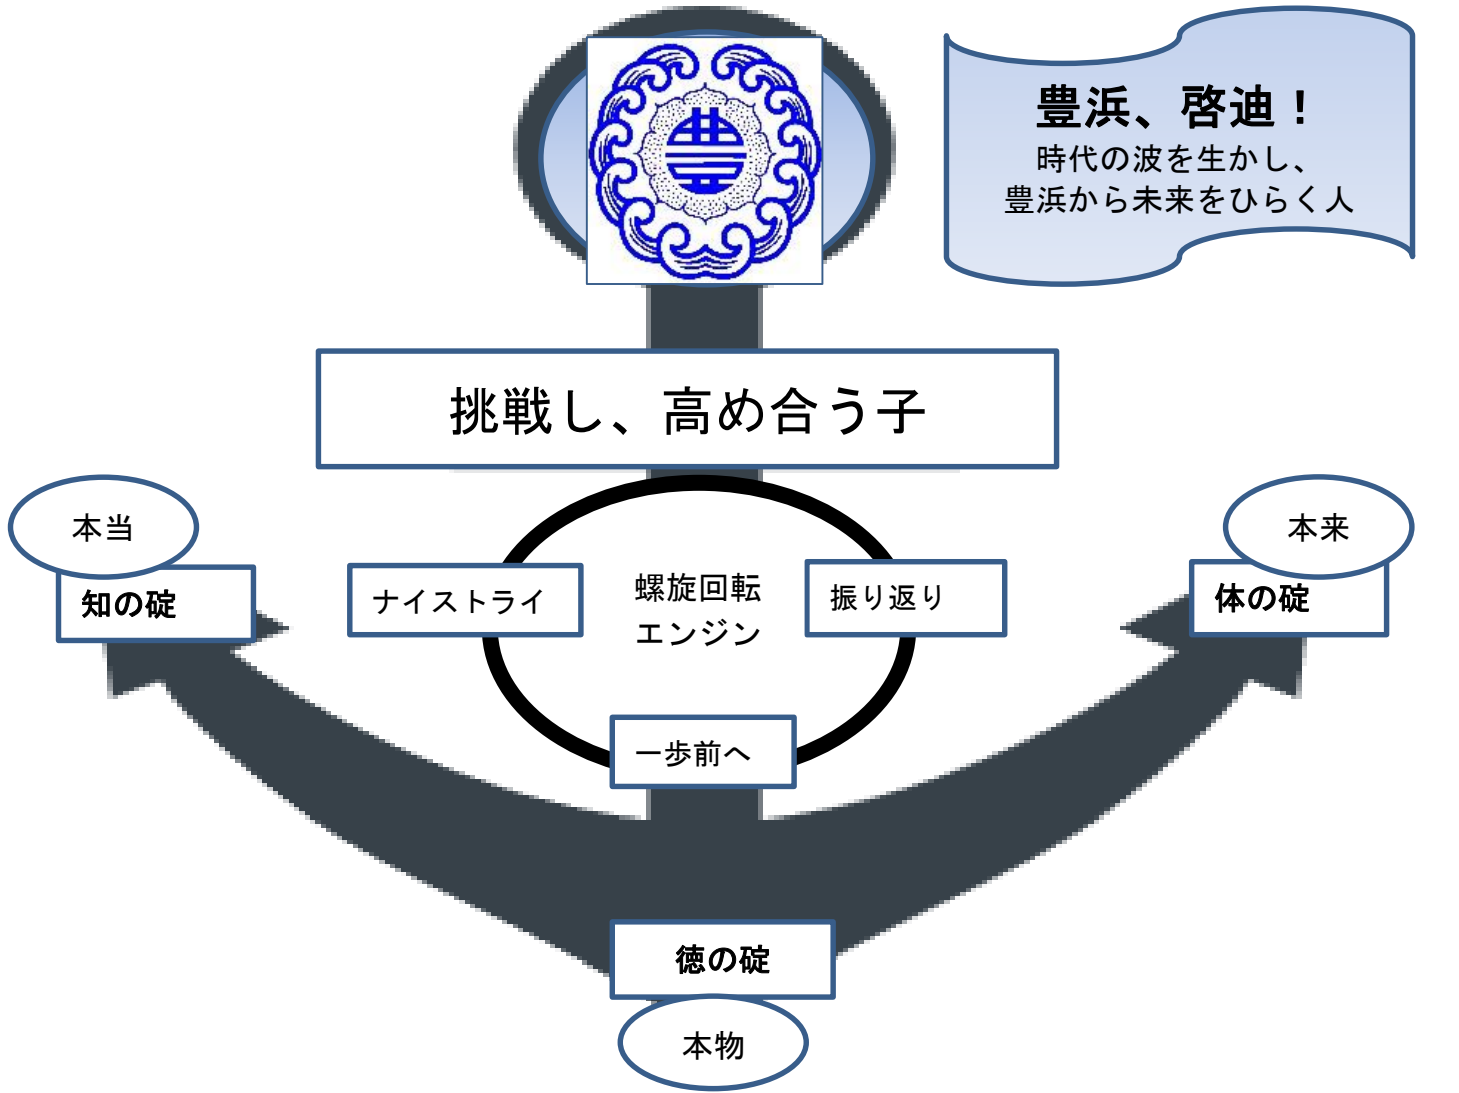 豊浜、啓迪！
時代の波を生かし、
豊浜から未来をひらく人
挑戦し、高め合う子
本当
知の碇
本来
体の碇
ナイストライ
螺旋回転
エンジン
振り返り
一歩前へ
徳の碇
本物